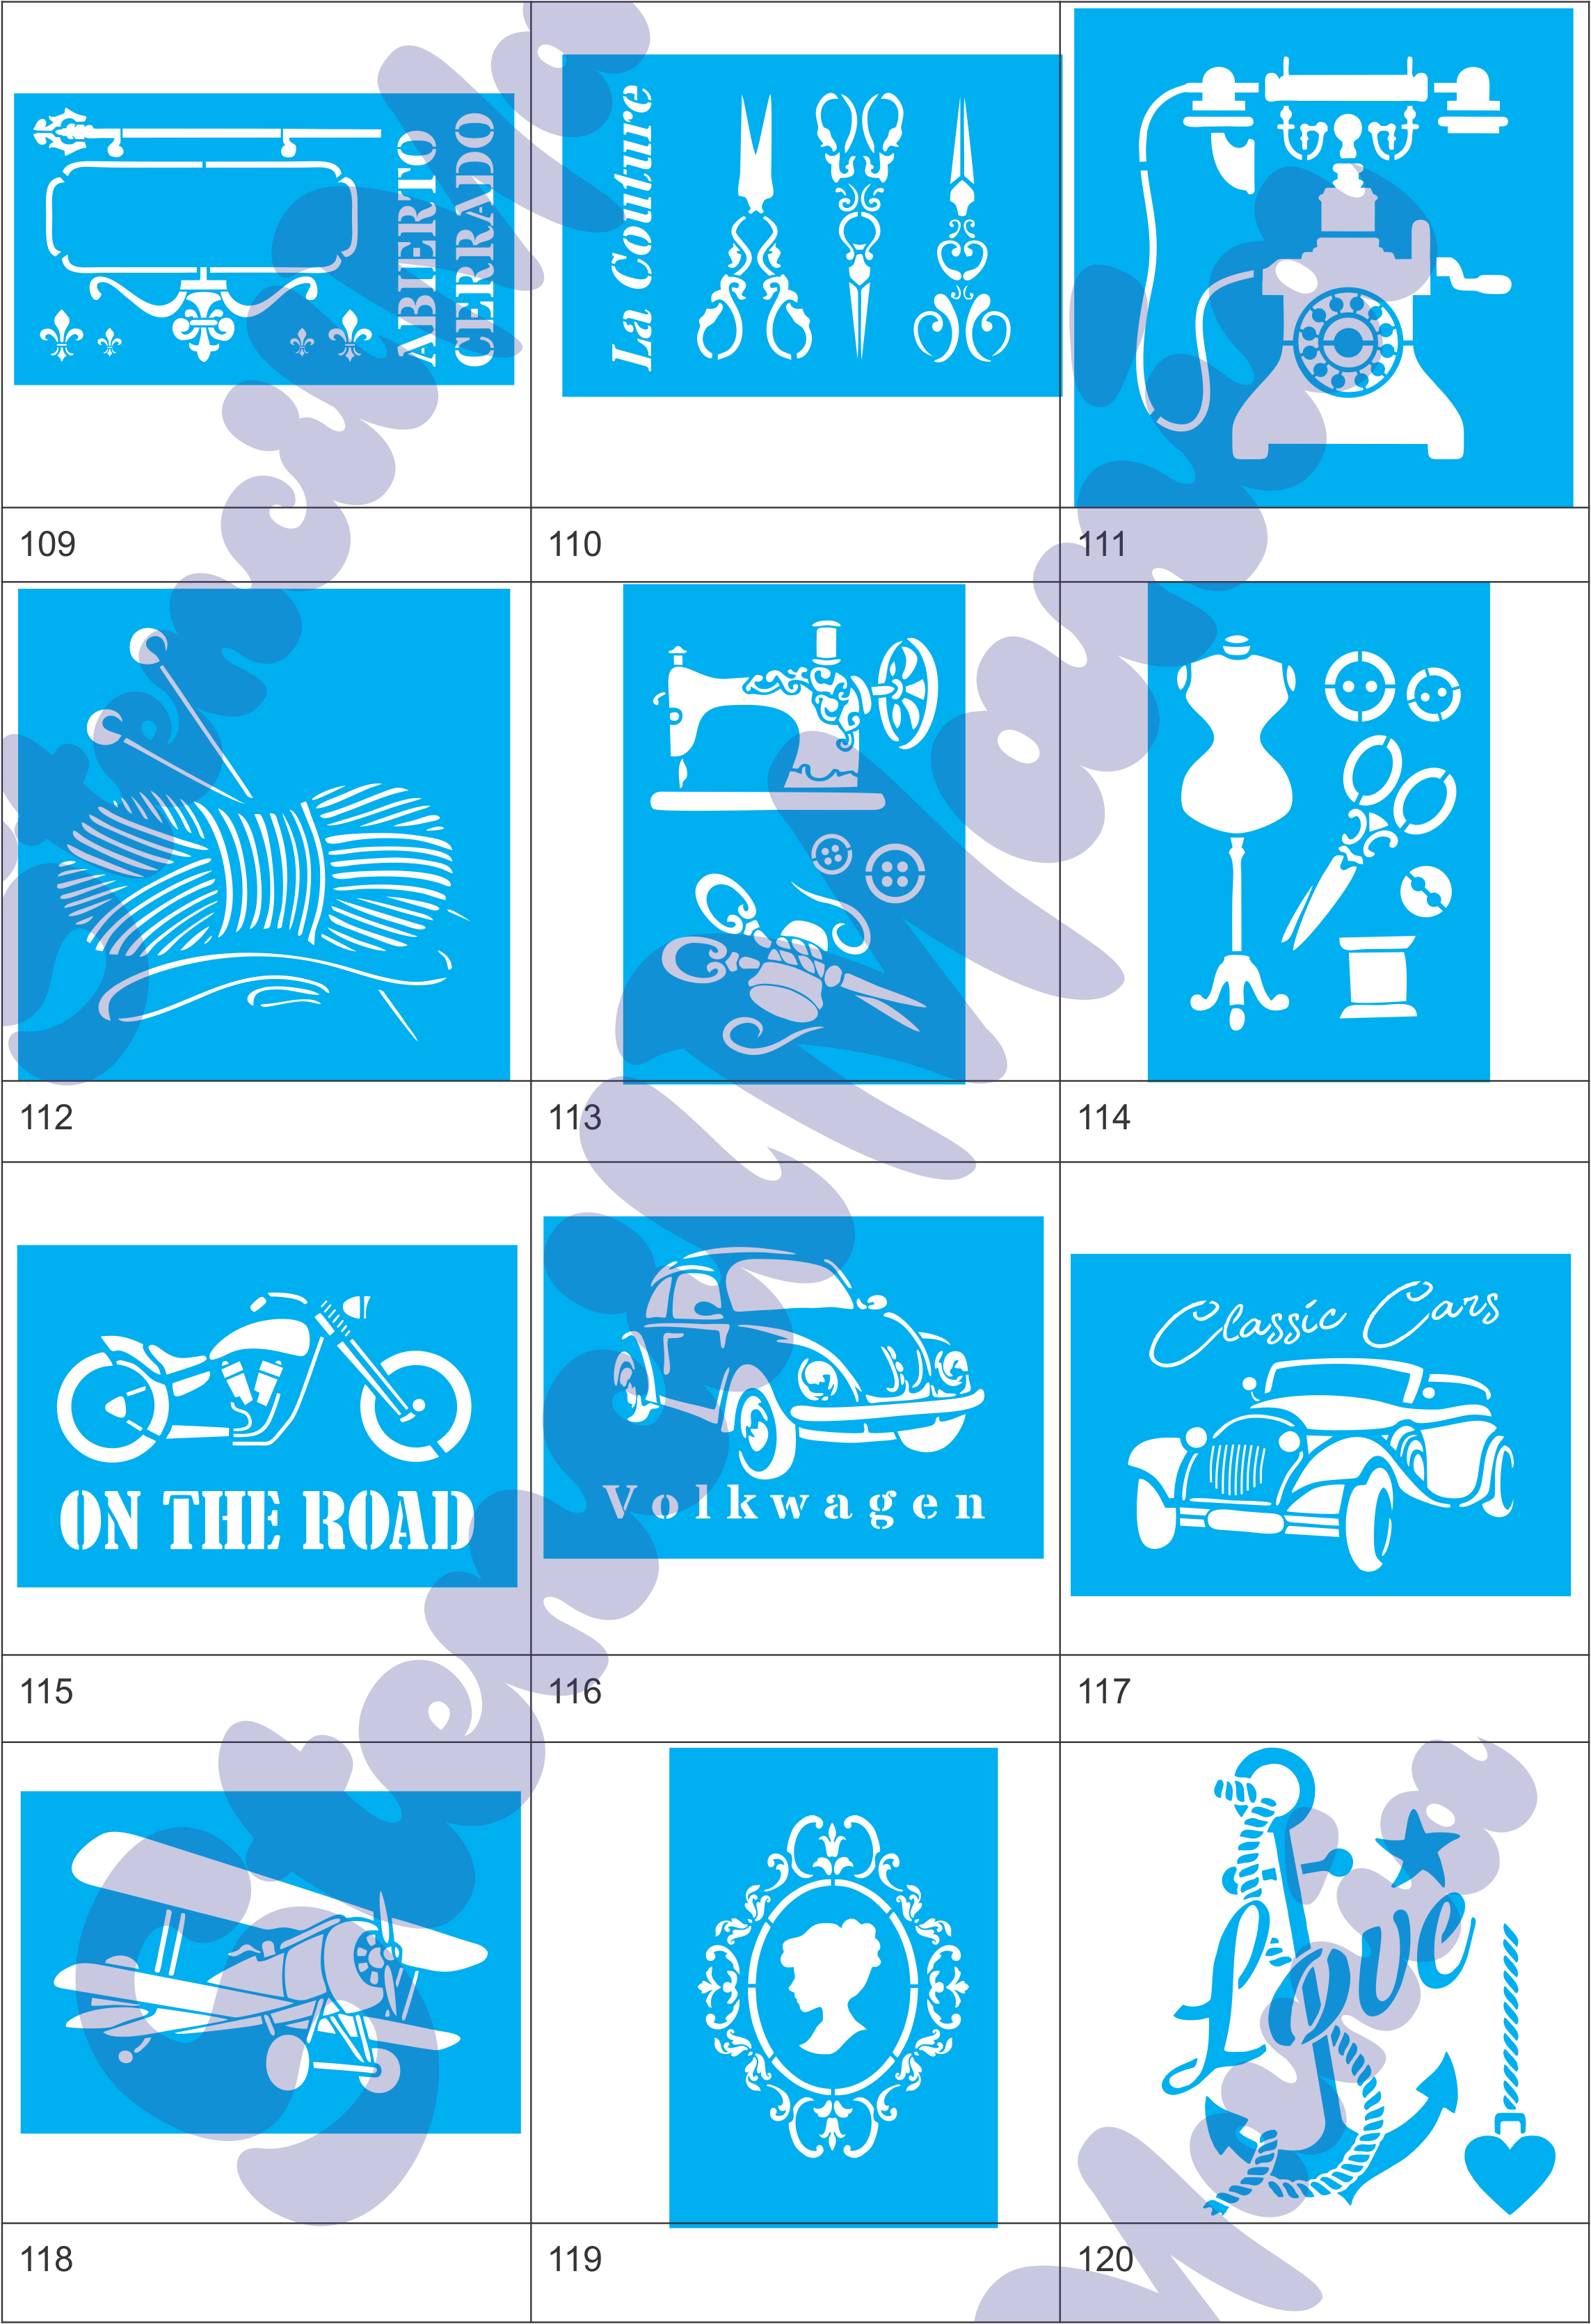 ABIERTO
CERRADO
La Couture
109
110
111
112
113
114
ON THE ROAD
Volkwagen
Classic Cars
115
116
117
Love
118
119
120